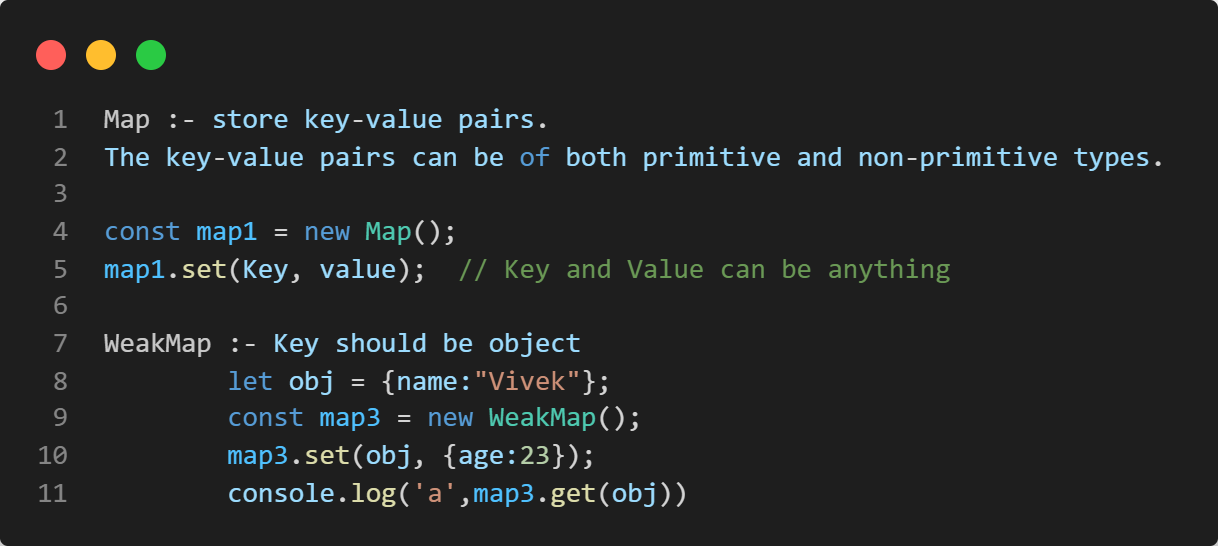 1 Map :- store key-value pairs.
2 The key-value pairs can be of both primitive and non-primitive types.
3
4 const map1 = new Map();
5 map1.set(Key, value);  // Key and Value can be anything
6
7 WeakMap :- Key should be object
8         let obj = {name:"Vivek"};
9         const map3 = new WeakMap();
10         map3.set(obj, {age:23});
11         console.log('a',map3.get(obj))